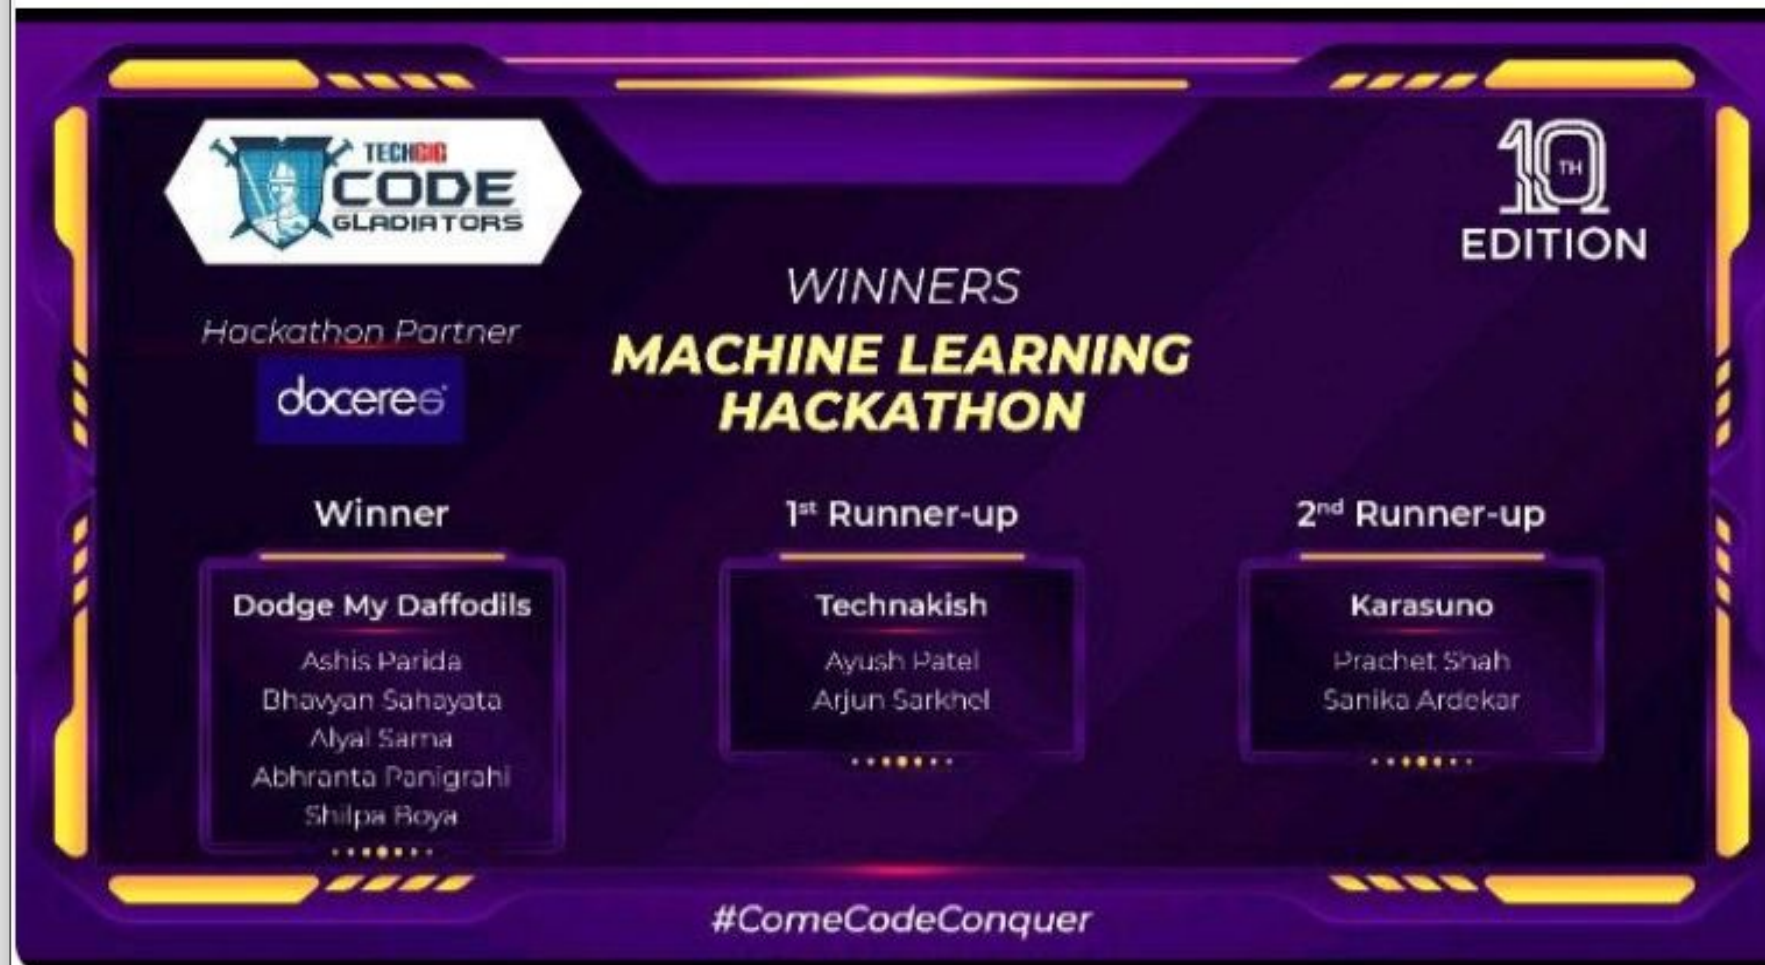 TECHGIG
CODE
GLADIATORS
10TH
EDITION
Hackathon Partner
doceree
WINNERS
MACHINE LEARNING
HACKATHON
Winner
Dodge My Daffodils
Ashis Parida
Bhavyan Sahayata
Sarna
Abhranta Panigrahi
Shilpa Boya
1st Runner-up
Technakish
Ayush Patel
Arjun Sarkhel
2nd Runner-up
Karasuno
Prachet Shah
Sanika Ardekar
#ComeCodeConquer